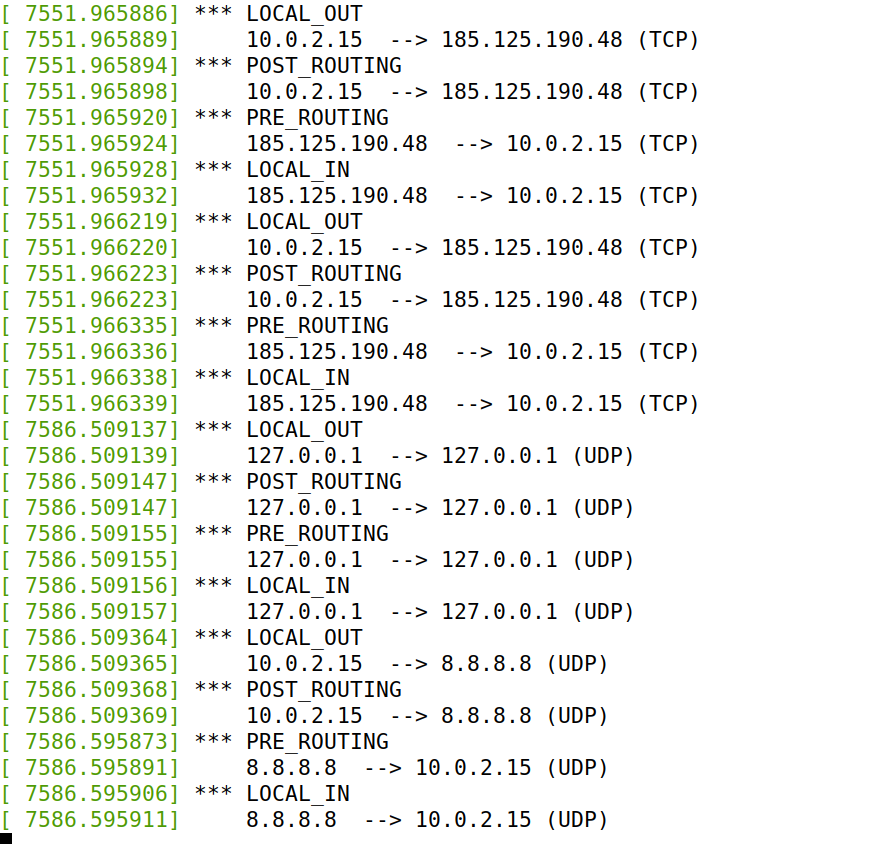 [ 7551.965886] *** LOCAL_OUT
[ 7551.965889]     10.0.2.15  --> 185.125.190.48 (TCP)
[ 7551.965894] *** POST_ROUTING
[ 7551.965898]     10.0.2.15  --> 185.125.190.48 (TCP)
[ 7551.965920] *** PRE_ROUTING
[ 7551.965924]     185.125.190.48  --> 10.0.2.15 (TCP)
[ 7551.965928] *** LOCAL_IN
[ 7551.965932]     185.125.190.48  --> 10.0.2.15 (TCP)
[ 7551.966219] *** LOCAL_OUT
[ 7551.966220]     10.0.2.15  --> 185.125.190.48 (TCP)
[ 7551.966223] *** POST_ROUTING
[ 7551.966223]     10.0.2.15  --> 185.125.190.48 (TCP)
[ 7551.966335] *** PRE_ROUTING
[ 7551.966336]     185.125.190.48  --> 10.0.2.15 (TCP)
[ 7551.966338] *** LOCAL_IN
[ 7551.966339]     185.125.190.48  --> 10.0.2.15 (TCP)
[ 7586.509137] *** LOCAL_OUT
[ 7586.509139]     127.0.0.1  --> 127.0.0.1 (UDP)
[ 7586.509147] *** POST_ROUTING
[ 7586.509147]     127.0.0.1  --> 127.0.0.1 (UDP)
[ 7586.509155] *** PRE_ROUTING
[ 7586.509155]     127.0.0.1  --> 127.0.0.1 (UDP)
[ 7586.509156] *** LOCAL_IN
[ 7586.509157]     127.0.0.1  --> 127.0.0.1 (UDP)
[ 7586.509364] *** LOCAL_OUT
[ 7586.509365]     10.0.2.15  --> 8.8.8.8 (UDP)
[ 7586.509368] *** POST_ROUTING
[ 7586.509369]     10.0.2.15  --> 8.8.8.8 (UDP)
[ 7586.595873] *** PRE_ROUTING
[ 7586.595891]     8.8.8.8  --> 10.0.2.15 (UDP)
[ 7586.595906] *** LOCAL_IN
[ 7586.595911]     8.8.8.8  --> 10.0.2.15 (UDP)